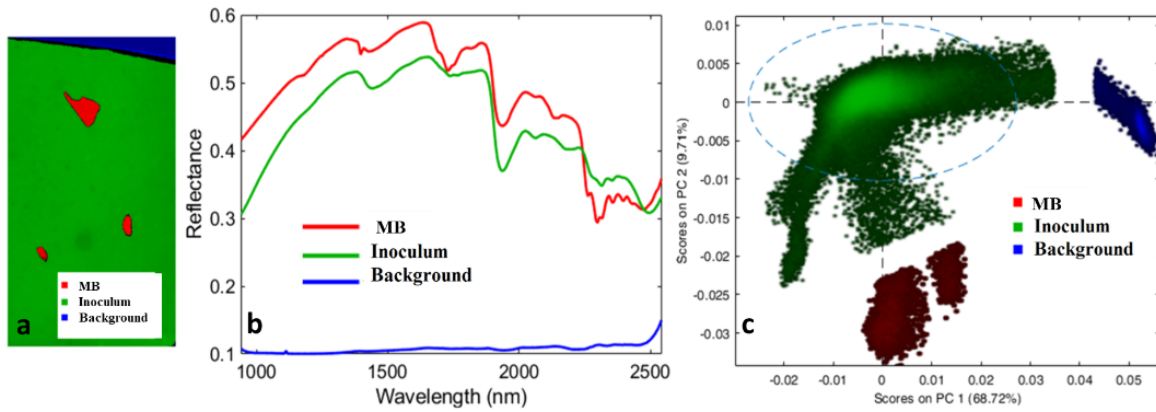 MB
Inoculum
Background
a
0.6
0.5
0.4
0.3
0.2
0.1
Reflectance
MB
Inoculum
Background
b
1000
1500
2000
2500
Wavelength (nm)
0.01
0.005
0
-0.005
-0.01
-0.015
-0.02
-0.025
-0.03
Scores on PC 2 (9.71%)
MB
Inoculum
Background
c
-0.02
-0.01
0
0.01
0.02
0.03
0.04
0.05
Scores on PC 1 (68.72%)